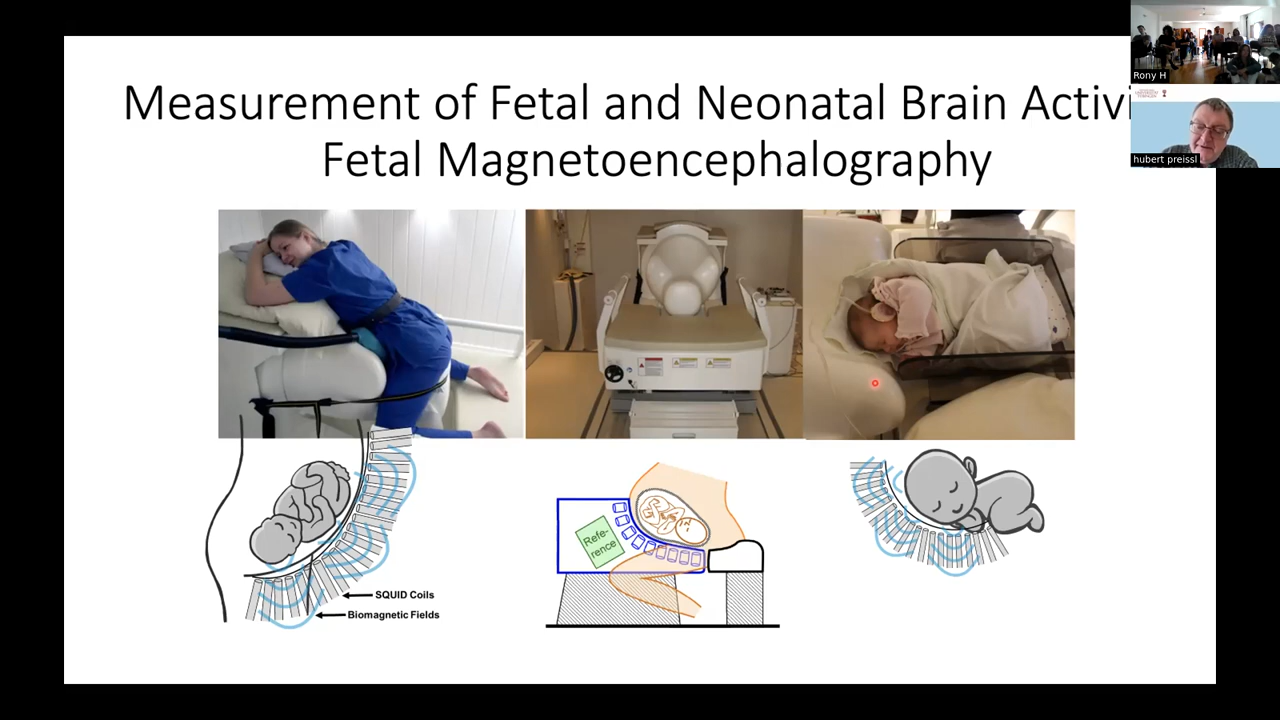 Measurement of Fetal and Neonatal Brain Activi
Fetal Magnetoencephalography
Rony H
hubert preissl
Refe-
rence
SQUID Coils
Biomagnetic Fields